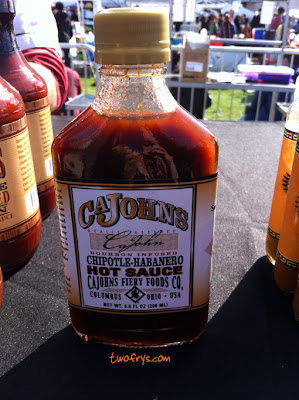 CAJOHNS
CaJohn
BOURBON INFUSED
CHIPOTLE-HABANERO
HOT SAUCE
CAJOHNS FIERY FOODS CO.
COLUMBUS OHIO · USA
twofrys.com